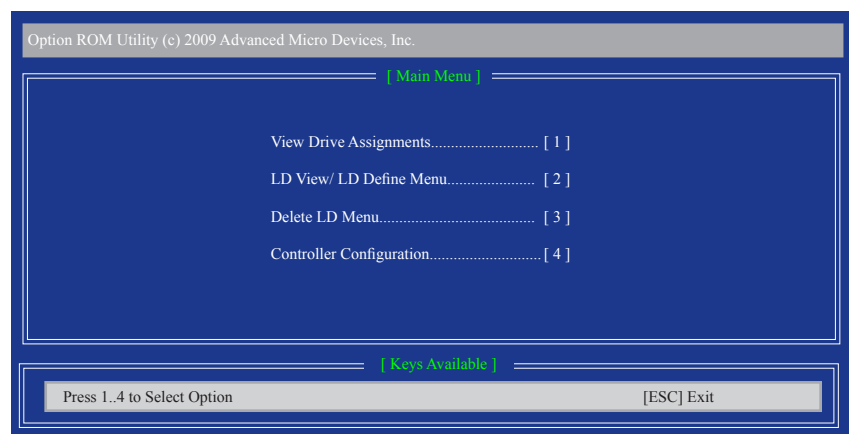 Option ROM Utility (c) 2009 Advanced Micro Devices, Inc.
[ Main Menu ]
View Drive Assignments.......................... [ 1 ]
LD View/ LD Define Menu..................... [ 2 ]
Delete LD Menu...................................... [ 3 ]
Controller Configuration...........................[ 4 ]
[ Keys Available ]
Press 1..4 to Select Option [ESC] Exit